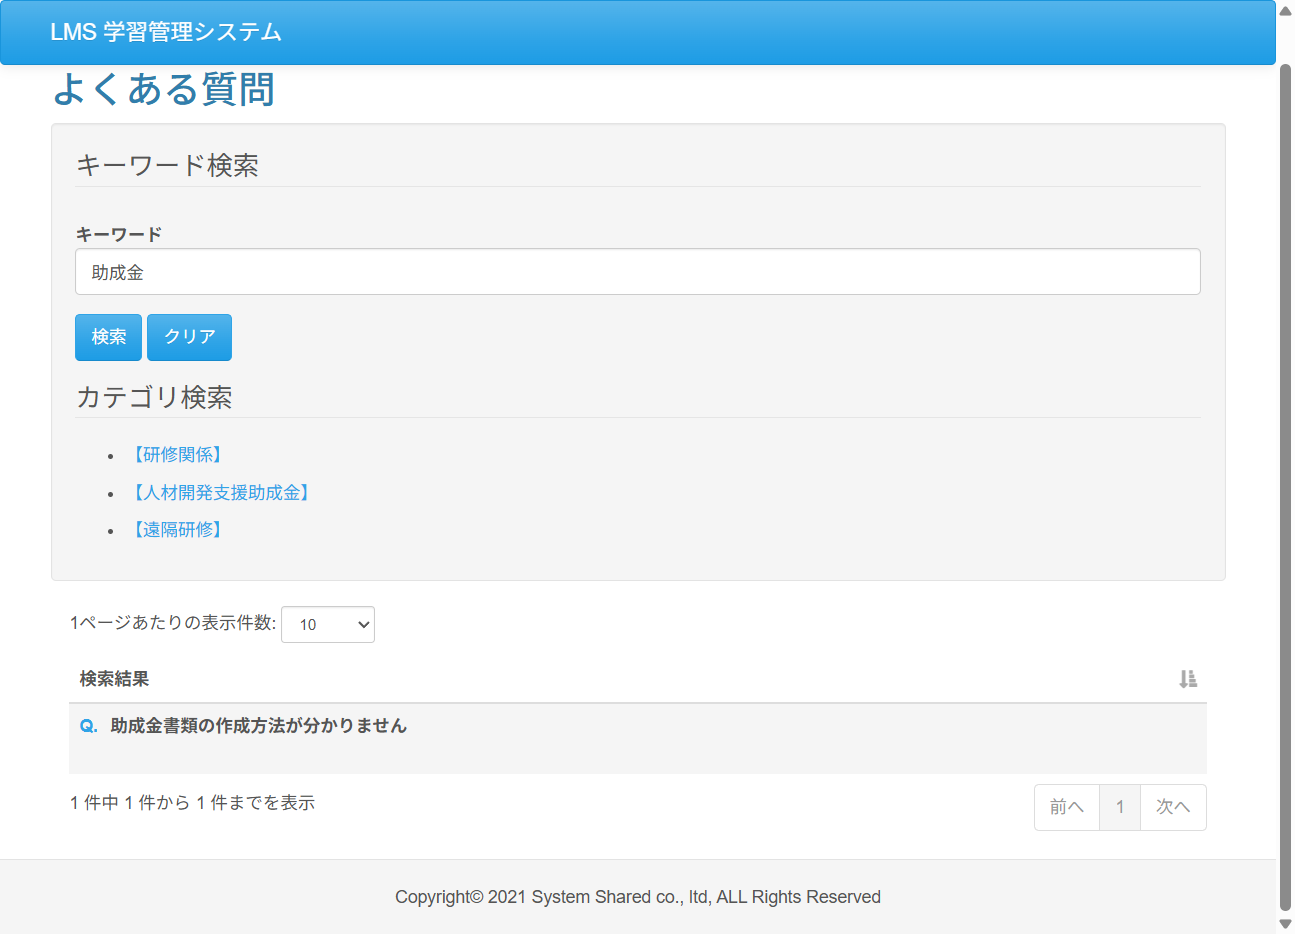 LMS 学習管理システム
よくある質問
キーワード検索
キーワード
助成金
検索 クリア
カテゴリ検索
【研修関係】
【人材開発支援助成金】
【遠隔研修】
1ページあたりの表示件数: 10
検索結果
Q. 助成金書類の作成方法が分かりません
1 件中 1 件から 1 件までを表示
前へ 1 次へ
Copyright© 2021 System Shared co., ltd, ALL Rights Reserved